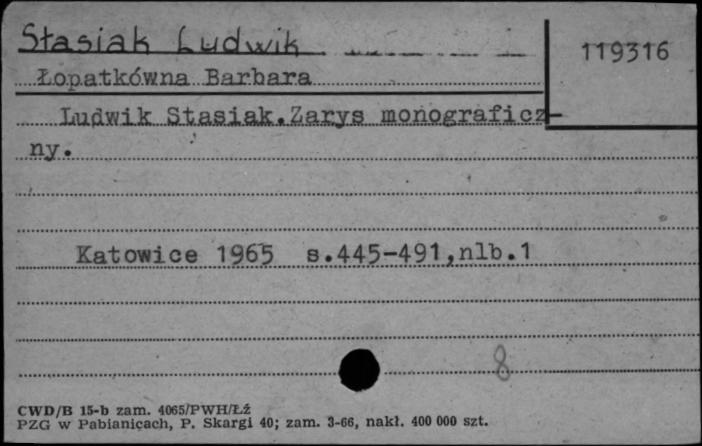 Stasiak Ludwik
119316
Łopatkówna Barbara
Ludwik Stasiak.Zarys monograficz-
ny.
Katowice 1965 s.445-491,nlb.1
8
CWD/B 15-b zam. 4065/PWH/Łź
PZG w Pabianicach, P. Skargi 40; zam. 3-66, nakł. 400 000 szt.